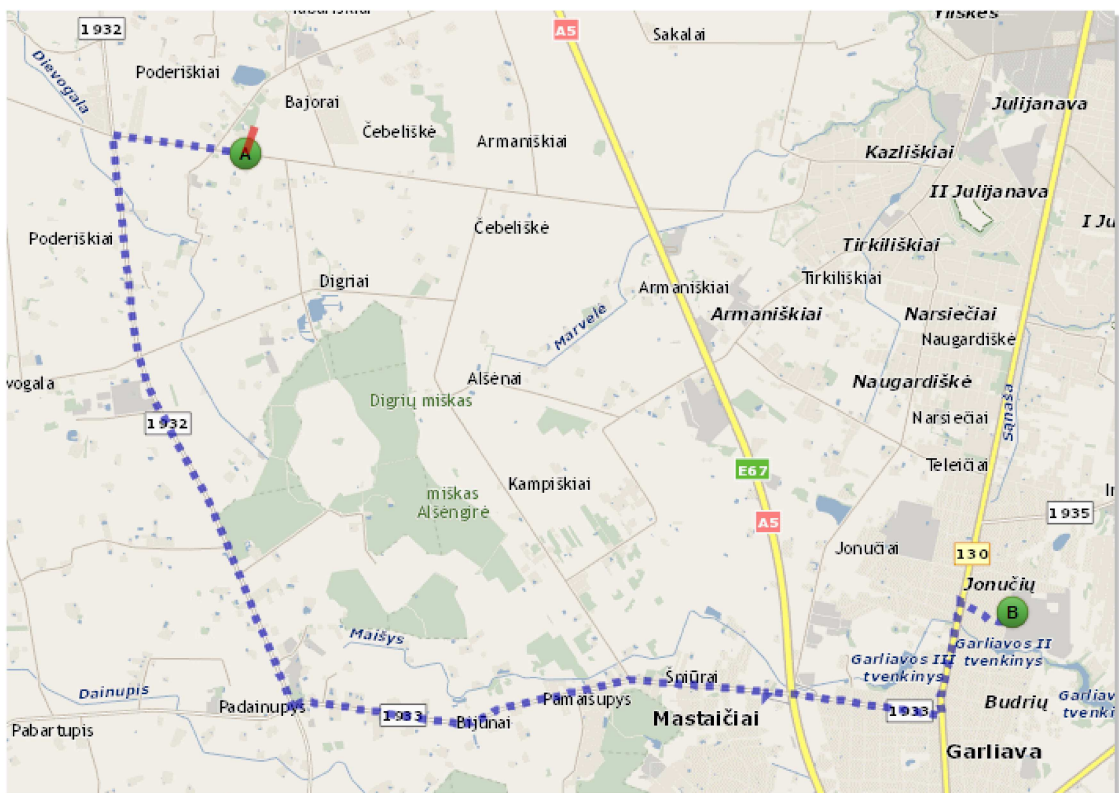 Yliskės
1932
A5
Sakalai
Dievogala
Poderiškiai
Bajorai
Julijanava
Čebeliškė
Armaniškiai
Kazliškiai
A
II Julijanava
Čebeliškė
I Ju
Poderiškiai
Tirkiliškiai
Digriai
Armaniškiai
Tirkiliškiai
Marvelė
Armaniškiai
Narsiečiai
Naugardiškė
vogala
Alšėnai
Naugardiškė
Digrių miškas
Sąnaša
1932
Narsiečiai
E67
Teleičiai
Kampiškiai
miškas
Alšėngirė
1935
A5
Jonučiai
130
Jonučių
B
Maišys
Garliavos II
tvenkinys
Garliavos III
tvenkinys
Šniūrai
Dainupis
Padainupys
Pamaišupys
Budrių
Garliav
tvenki
1933
Bijūnai
Mastaičiai
1933
Pabartupis
Garliava